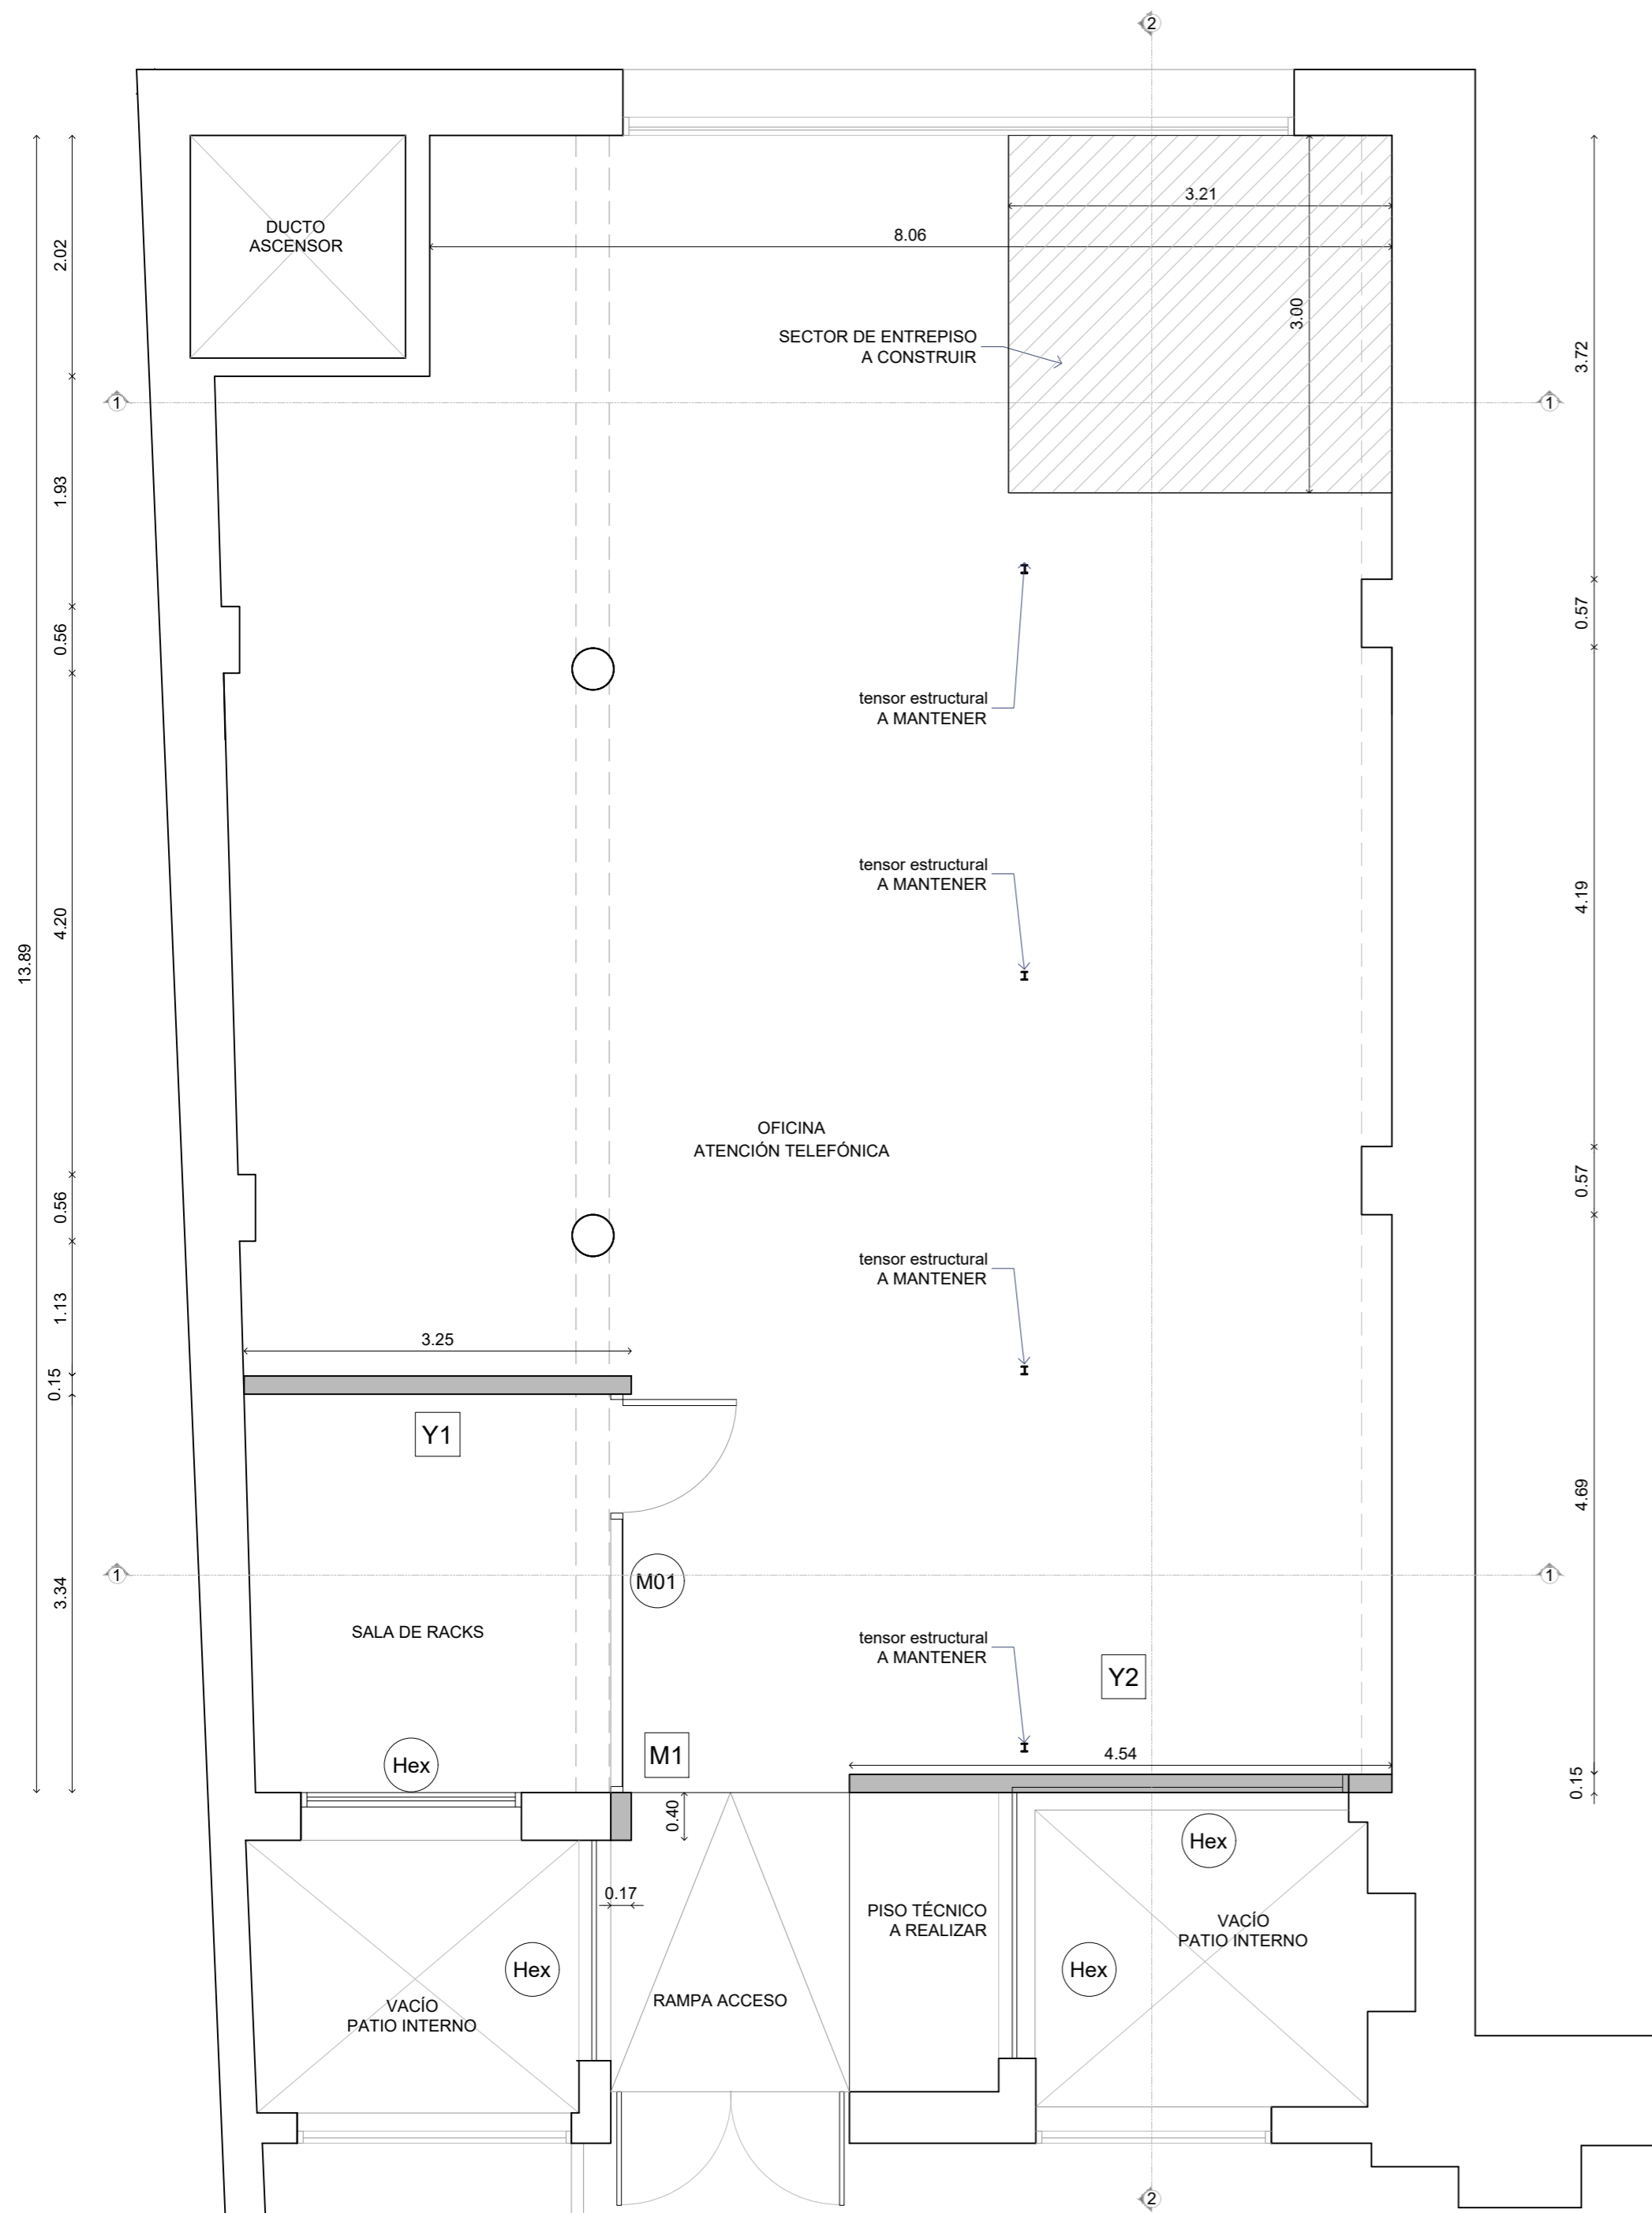 2
DUCTO
ASCENSOR
2.02
3.21
8.06
3.00
SECTOR DE ENTREPISO
A CONSTRUIR
3.72
1
1
1.93
0.56
0.57
tensor estructural
A MANTENER
tensor estructural
A MANTENER
4.19
4.20
13.89
OFICINA
ATENCIÓN TELEFÓNICA
0.56
0.57
tensor estructural
A MANTENER
1.13
3.25
0.15
Y1
4.69
1
M01
1
3.34
SALA DE RACKS
tensor estructural
A MANTENER
Y2
M1
Hex
4.54
0.15
0.40
Hex
0.17
PISO TÉCNICO
A REALIZAR
VACÍO
PATIO INTERNO
Hex
Hex
RAMPA ACCESO
VACÍO
PATIO INTERNO
2